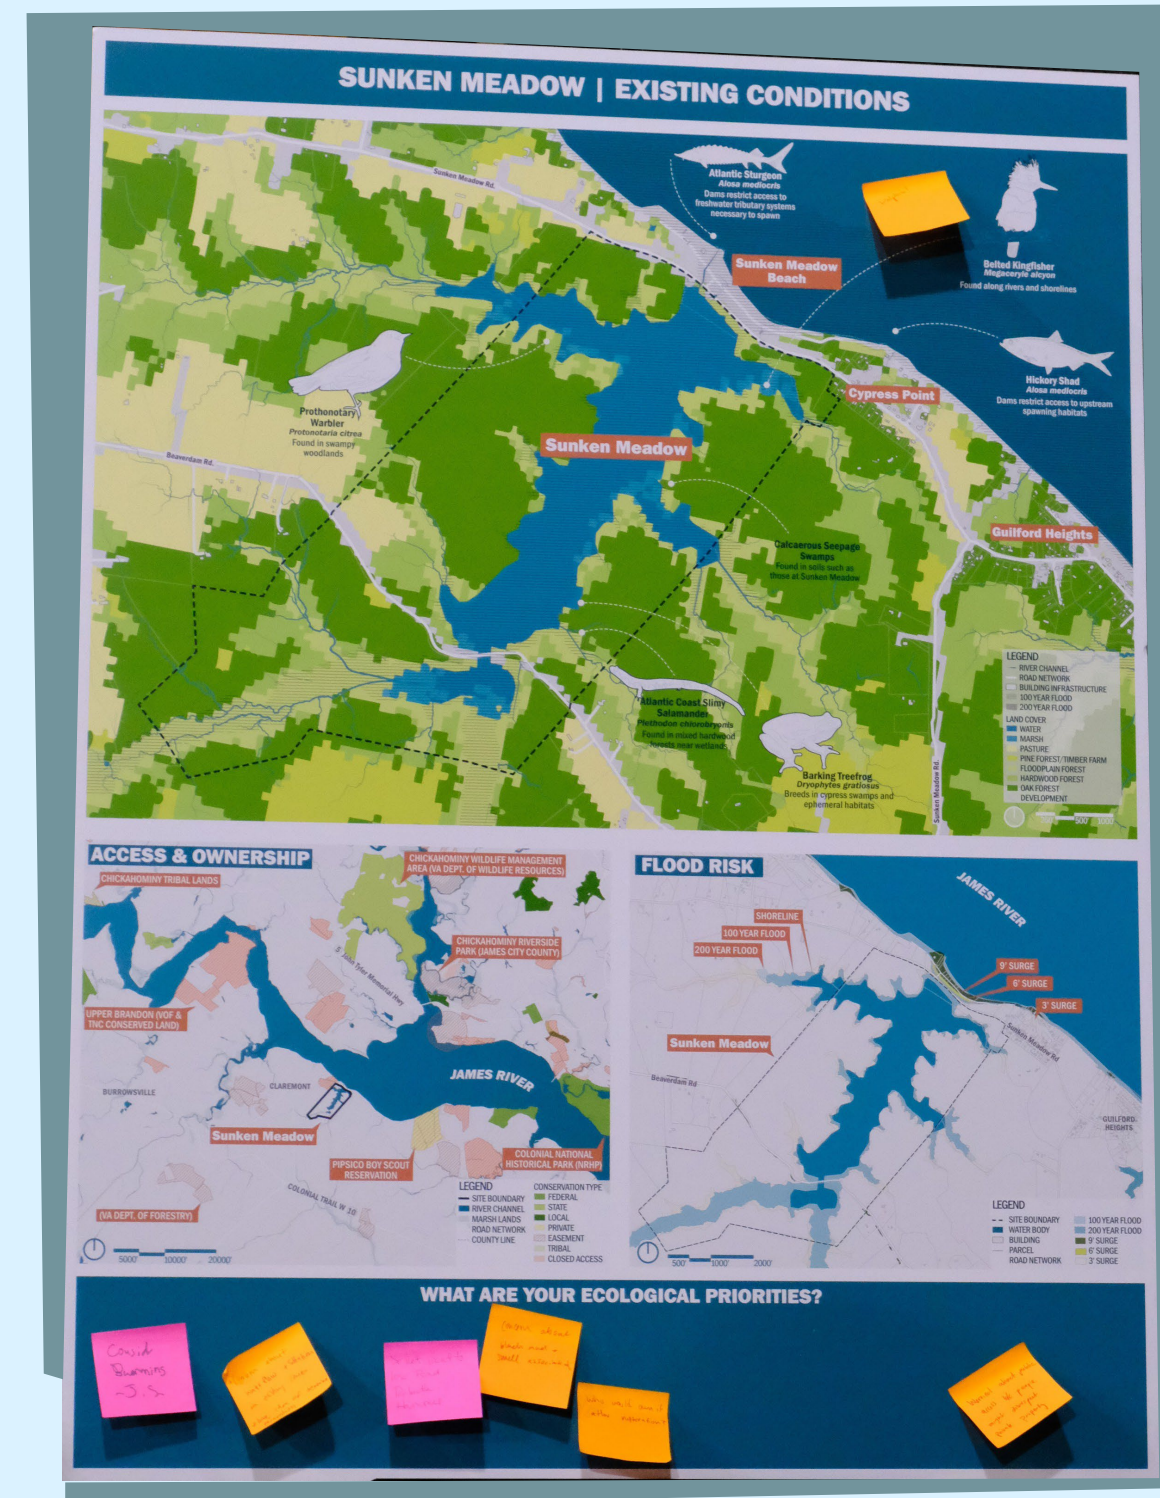 SUNKEN MEADOW | EXISTING CONDITIONS
Sunken Meadow Rd.
Atlantic Sturgeon
Alosa mediocris
Dams restrict access to
freshwater tributary systems
necessary to spawn
Sunken Meadow
Beach
Belted Kingfisher
Megaceryle alcyon
Found along rivers and shorelines
Hickory Shad
Alosa mediocris
Dams restrict access to upstream
spawning habitats
Cypress Point
Prothonotary
Warbler
Protonotaria citrea
Found in swampy
woodlands
Beaverdam Rd.
Sunken Meadow
Guilford Heights
Calcaerous Seepage
Swamps
Found in soils such as
those at Sunken Meadow
Atlantic Coast Slimy
Salamander
Plethodon chlorobryonis
Found in mixed hardwood
forests near wetlands
Barking Treefrog
Dryophytes gratiosus
Breeds in cypress swamps and
ephemeral habitats
Sunken Meadow Rd.
LEGEND
RIVER CHANNEL
ROAD NETWORK
BUILDING INFRASTRUCTURE
100 YEAR FLOOD
200 YEAR FLOOD
LAND COVER
WATER
MARSH
PASTURE
PINE FOREST/TIMBER FARM
FLOODPLAIN FOREST
HARDWOOD FOREST
OAK FOREST
DEVELOPMENT
500' 1000'
ACCESS & OWNERSHIP
CHICKAHOMINY TRIBAL LANDS
CHICKAHOMINY WILDLIFE MANAGEMENT
AREA (VA DEPT. OF WILDLIFE RESOURCES)
CHICKAHOMINY RIVERSIDE
PARK (JAMES CITY COUNTY)
John Tyler Memorial Hwy
UPPER BRANDON (VOF &
TNC CONSERVED LAND)
JAMES RIVER
BURROWSVILLE
CLAREMONT
Sunken Meadow
PIPSICO BOY SCOUT
RESERVATION
COLONIAL NATIONAL
HISTORICAL PARK (NRHP)
COLONIAL TRAIL W 10
(VA DEPT. OF FORESTRY)
LEGEND
SITE BOUNDARY
RIVER CHANNEL
MARSH LANDS
ROAD NETWORK
COUNTY LINE
CONSERVATION TYPE
FEDERAL
STATE
LOCAL
PRIVATE
EASEMENT
TRIBAL
CLOSED ACCESS
5000' 10000' 20000'
FLOOD RISK
JAMES RIVER
SHORELINE
100 YEAR FLOOD
200 YEAR FLOOD
9' SURGE
6' SURGE
3' SURGE
Sunken Meadow Rd
Sunken Meadow
Beaverdam Rd
GUILFORD
HEIGHTS
LEGEND
SITE BOUNDARY
WATER BODY
BUILDING
PARCEL
ROAD NETWORK
100 YEAR FLOOD
200 YEAR FLOOD
9' SURGE
6' SURGE
3' SURGE
500' 1000' 2000'
WHAT ARE YOUR ECOLOGICAL PRIORITIES?
- J.S.